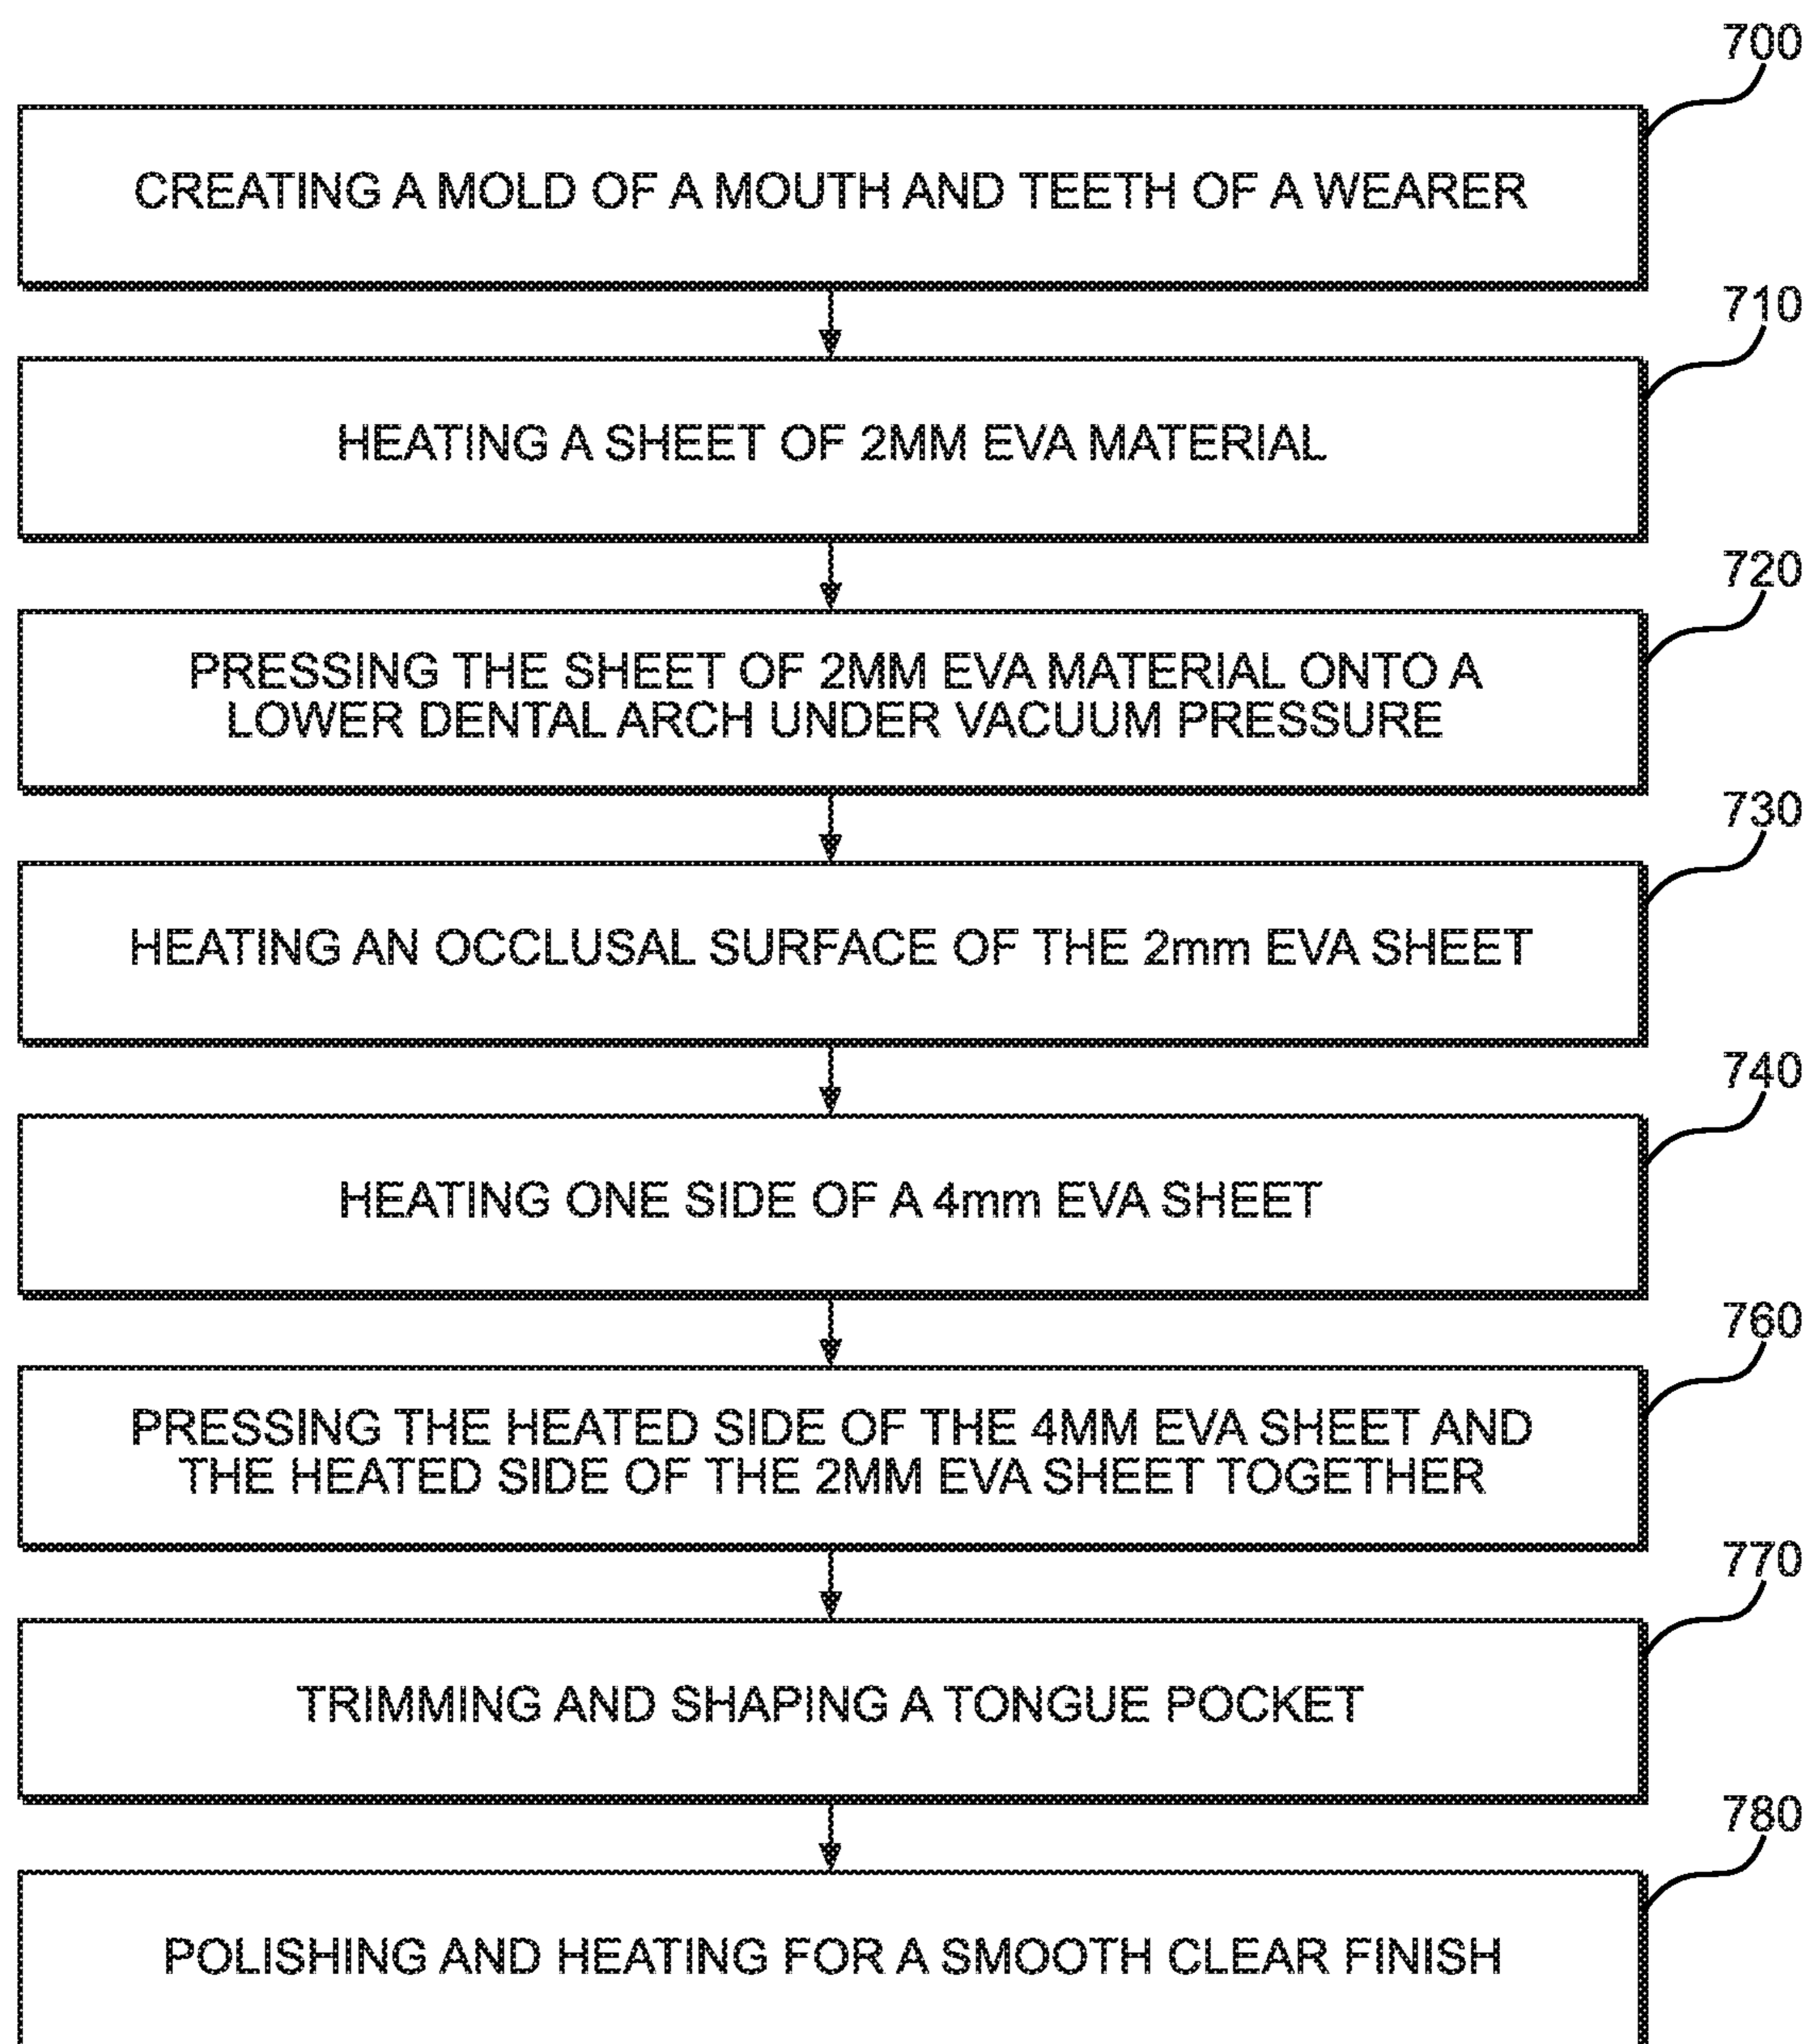 700
CREATING A MOLD OF A MOUTH AND TEETH OF A WEARER
710
HEATING A SHEET OF 2MM EVA MATERIAL
720
PRESSING THE SHEET OF 2MM EVA MATERIAL ONTO A
LOWER DENTAL ARCH UNDER VACUUM PRESSURE
730
HEATING AN OCCLUSAL SURFACE OF THE 2mm EVA SHEET
740
HEATING ONE SIDE OF A 4mm EVA SHEET
760
PRESSING THE HEATED SIDE OF THE 4MM EVA SHEET AND
THE HEATED SIDE OF THE 2MM EVA SHEET TOGETHER
770
TRIMMING AND SHAPING A TONGUE POCKET
780
POLISHING AND HEATING FOR A SMOOTH CLEAR FINISH